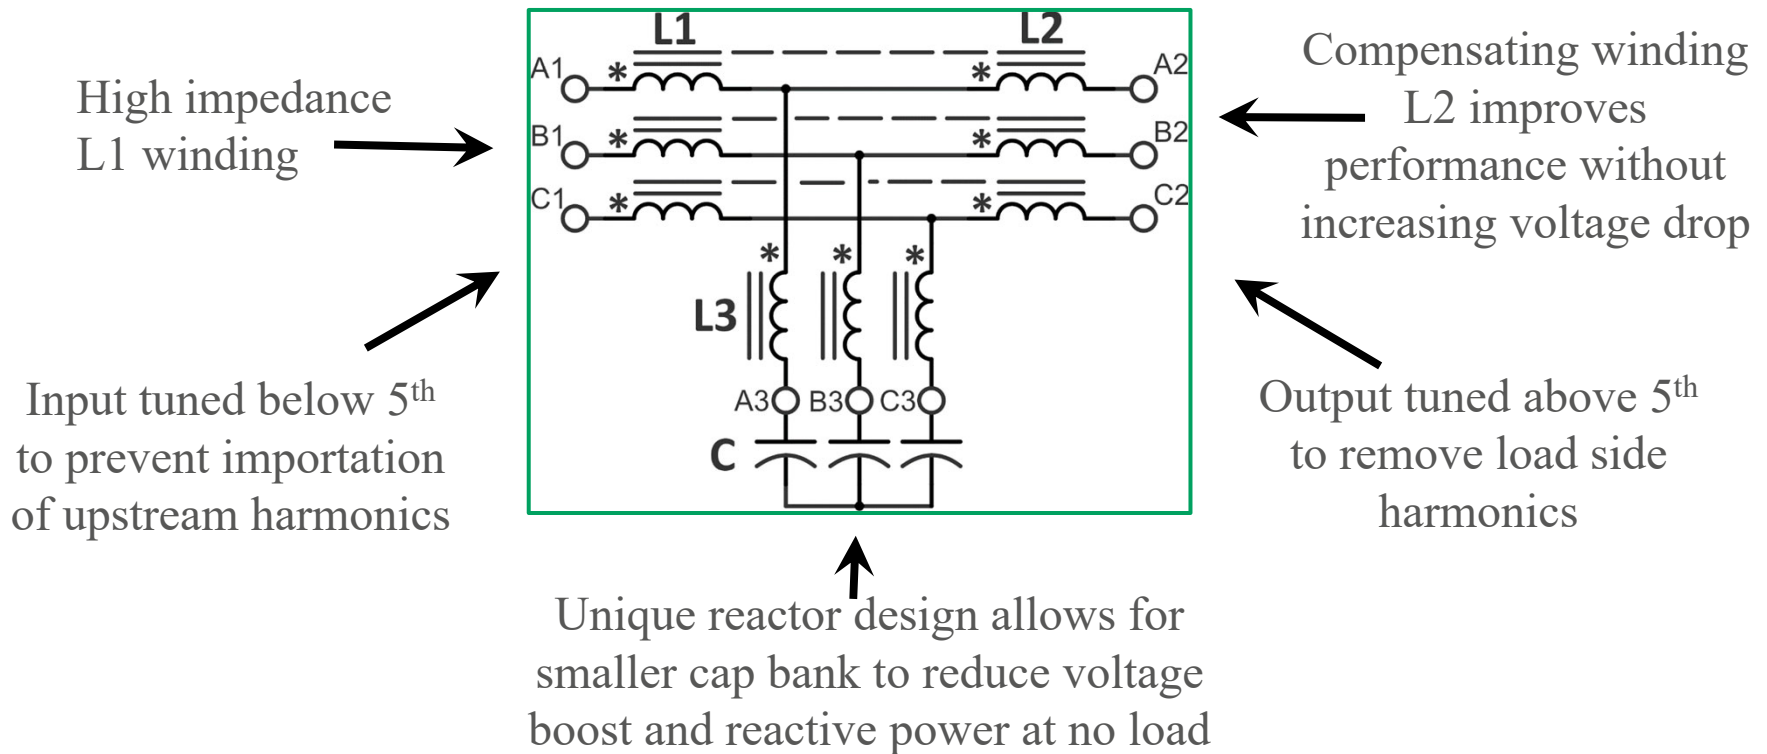 High impedance
L1 winding
Input tuned below 5th
to prevent importation
of upstream harmonics
L1 L2
A1 * * A2
B1 * * B2
C1 * * C2
* * *
L3
A3 B3 C3
C
Compensating winding
L2 improves
performance without
increasing voltage drop
Output tuned above 5th
to remove load side
harmonics
Unique reactor design allows for
smaller cap bank to reduce voltage
boost and reactive power at no load